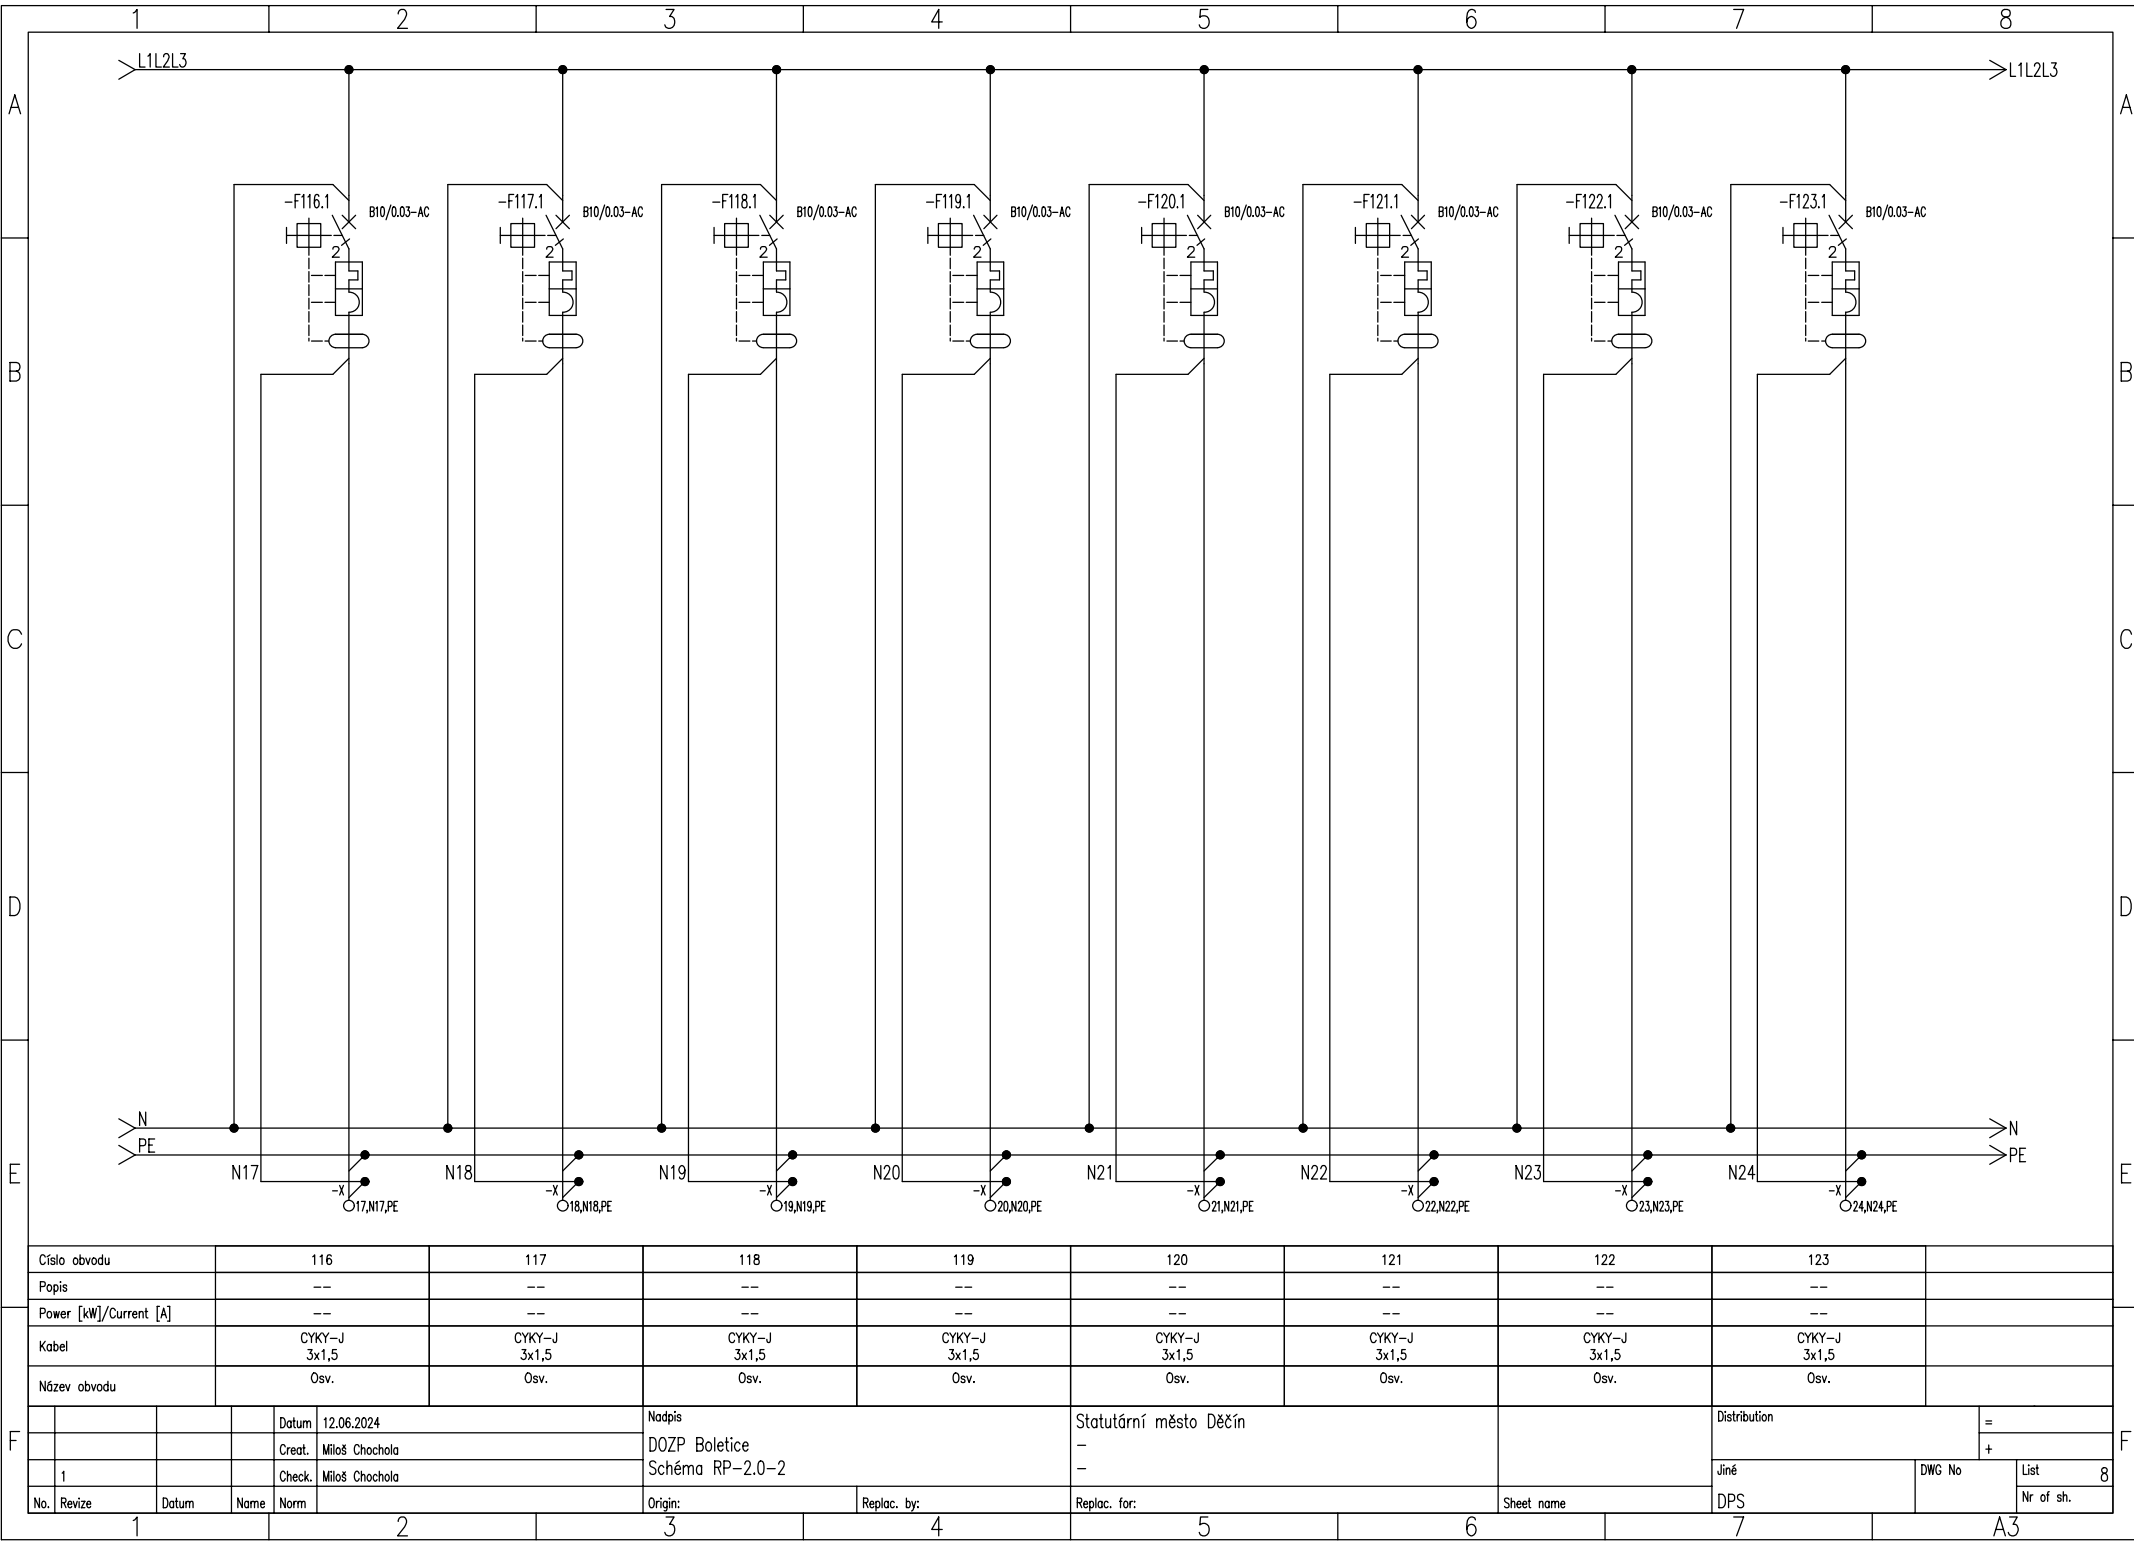 1 2 3 4 5 6 7 8
L1L2L3 L1L2L3
A A
-F116.1 B10/0.03-AC -F117.1 B10/0.03-AC -F118.1 B10/0.03-AC -F119.1 B10/0.03-AC -F120.1 B10/0.03-AC -F121.1 B10/0.03-AC -F122.1 B10/0.03-AC -F123.1 B10/0.03-AC
2 2 2 2 2 2 2 2
B B
C C
D D
N N
PE PE
E N17 N18 N19 N20 N21 N22 N23 N24 E
-X -X -X -X -X -X -X -X
17,N17,PE 18,N18,PE 19,N19,PE 20,N20,PE 21,N21,PE 22,N22,PE 23,N23,PE 24,N24,PE
Císlo obvodu 116 117 118 119 120 121 122 123
Popis -- -- -- -- -- -- -- --
Power [kW]/Current [A] -- -- -- -- -- -- -- --
Kabel CYKY-J CYKY-J CYKY-J CYKY-J CYKY-J CYKY-J CYKY-J CYKY-J
3x1,5 3x1,5 3x1,5 3x1,5 3x1,5 3x1,5 3x1,5 3x1,5
Název obvodu Osv. Osv. Osv. Osv. Osv. Osv. Osv. Osv.
Datum 12.06.2024 Nadpis Statutární město Děčín Distribution =
F Creat. Miloš Chochola DOZP Boletice - + F
1 Check. Miloš Chochola Schéma RP-2.0-2 - Jiné DWG No List 8
No. Revize Datum Name Norm Origin: Replac. by: Replac. for: Sheet name DPS Nr of sh.
1 2 3 4 5 6 7 A3